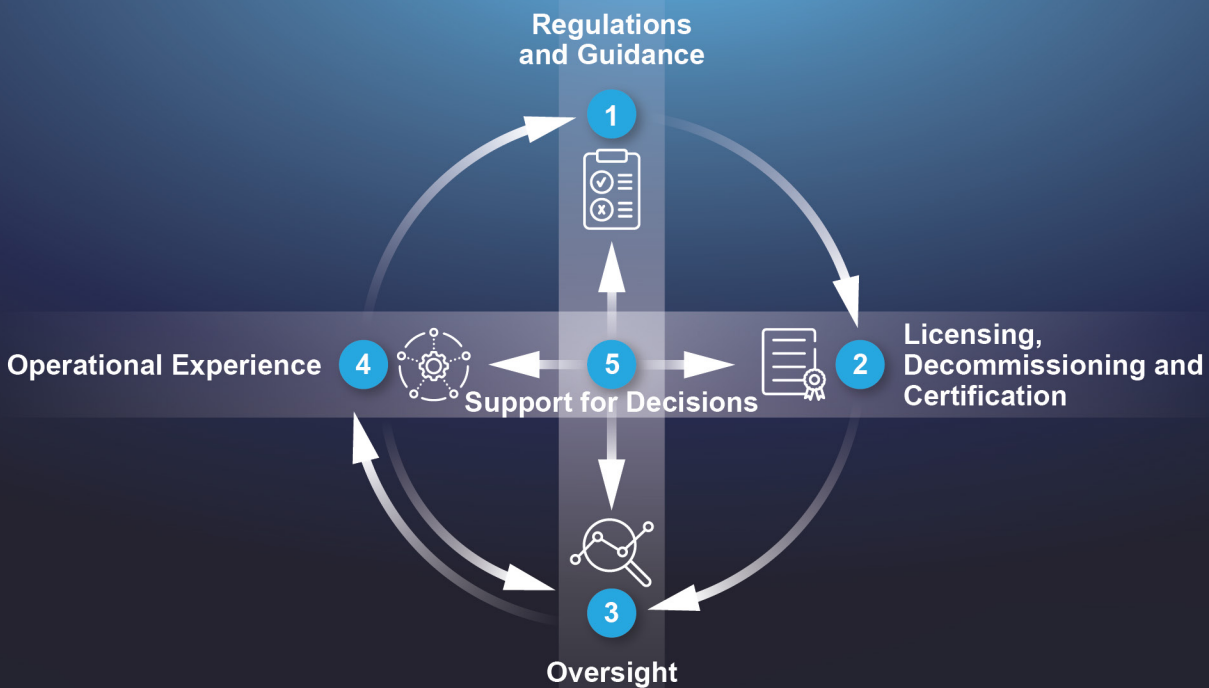 Regulations
and Guidance
1
Operational Experience
4
5
Support for Decisions
2
Licensing,
Decommissioning and
Certification
3
Oversight